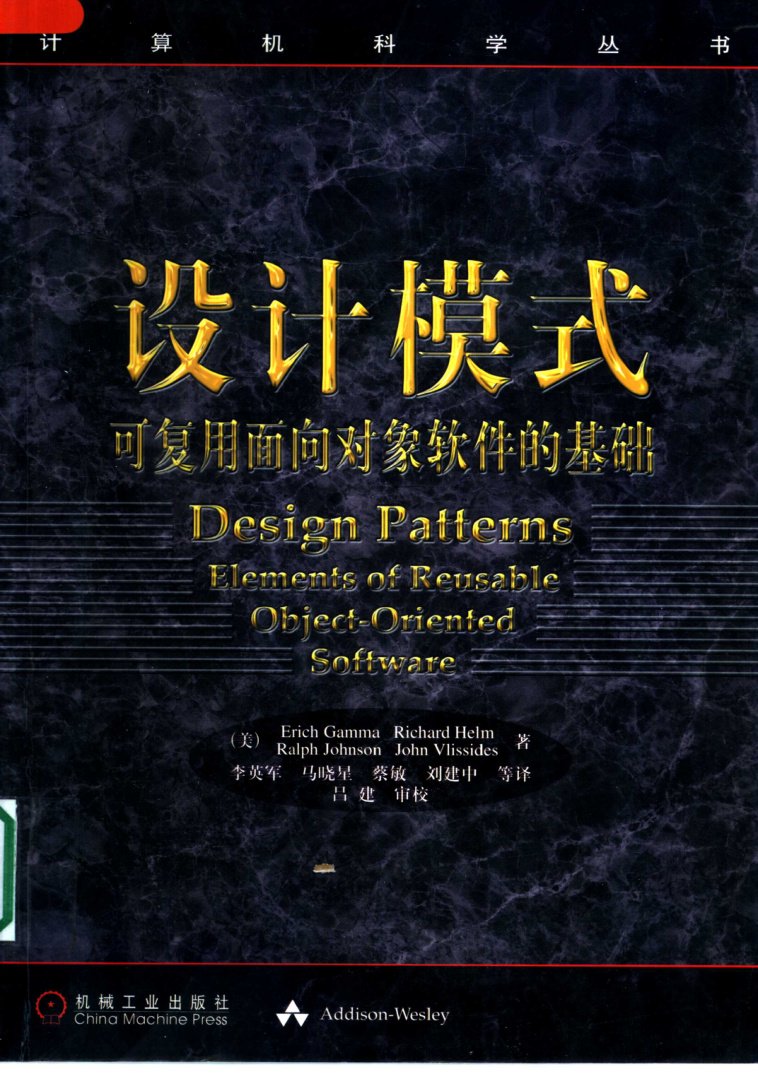 计算机科学丛书
设计模式
可复用面向对象软件的基础
Design Patterns
Elements of Reusable
Object-Oriented
Software
(美) Erich Gamma Richard Helm
Ralph Johnson John Vlissides 著
李英军 马晓星 蔡敏 刘建中 等译
吕建 审校
机械工业出版社
China Machine Press
Addison-Wesley